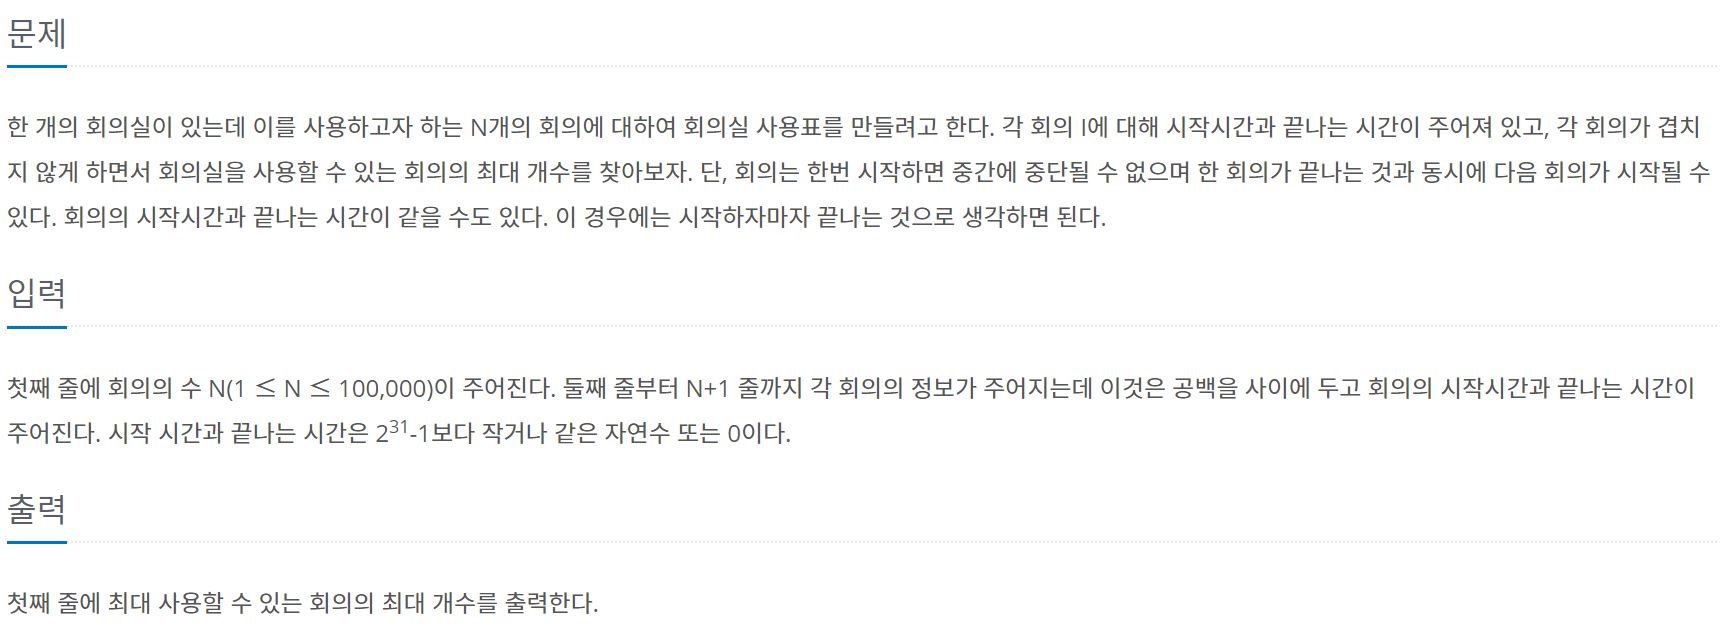 문제
한 개의 회의실이 있는데 이를 사용하고자 하는 N개의 회의에 대하여 회의실 사용표를 만들려고 한다. 각 회의 I에 대해 시작시간과 끝나는 시간이 주어져 있고, 각 회의가 겹치
지 않게 하면서 회의실을 사용할 수 있는 회의의 최대 개수를 찾아보자. 단, 회의는 한번 시작하면 중간에 중단될 수 없으며 한 회의가 끝나는 것과 동시에 다음 회의가 시작될 수
있다. 회의의 시작시간과 끝나는 시간이 같을 수도 있다. 이 경우에는 시작하자마자 끝나는 것으로 생각하면 된다.
입력
첫째 줄에 회의의 수 N(1 ≤ N ≤ 100,000)이 주어진다. 둘째 줄부터 N+1 줄까지 각 회의의 정보가 주어지는데 이것은 공백을 사이에 두고 회의의 시작시간과 끝나는 시간이
주어진다. 시작 시간과 끝나는 시간은 2³¹-1보다 작거나 같은 자연수 또는 0이다.
출력
첫째 줄에 최대 사용할 수 있는 회의의 최대 개수를 출력한다.